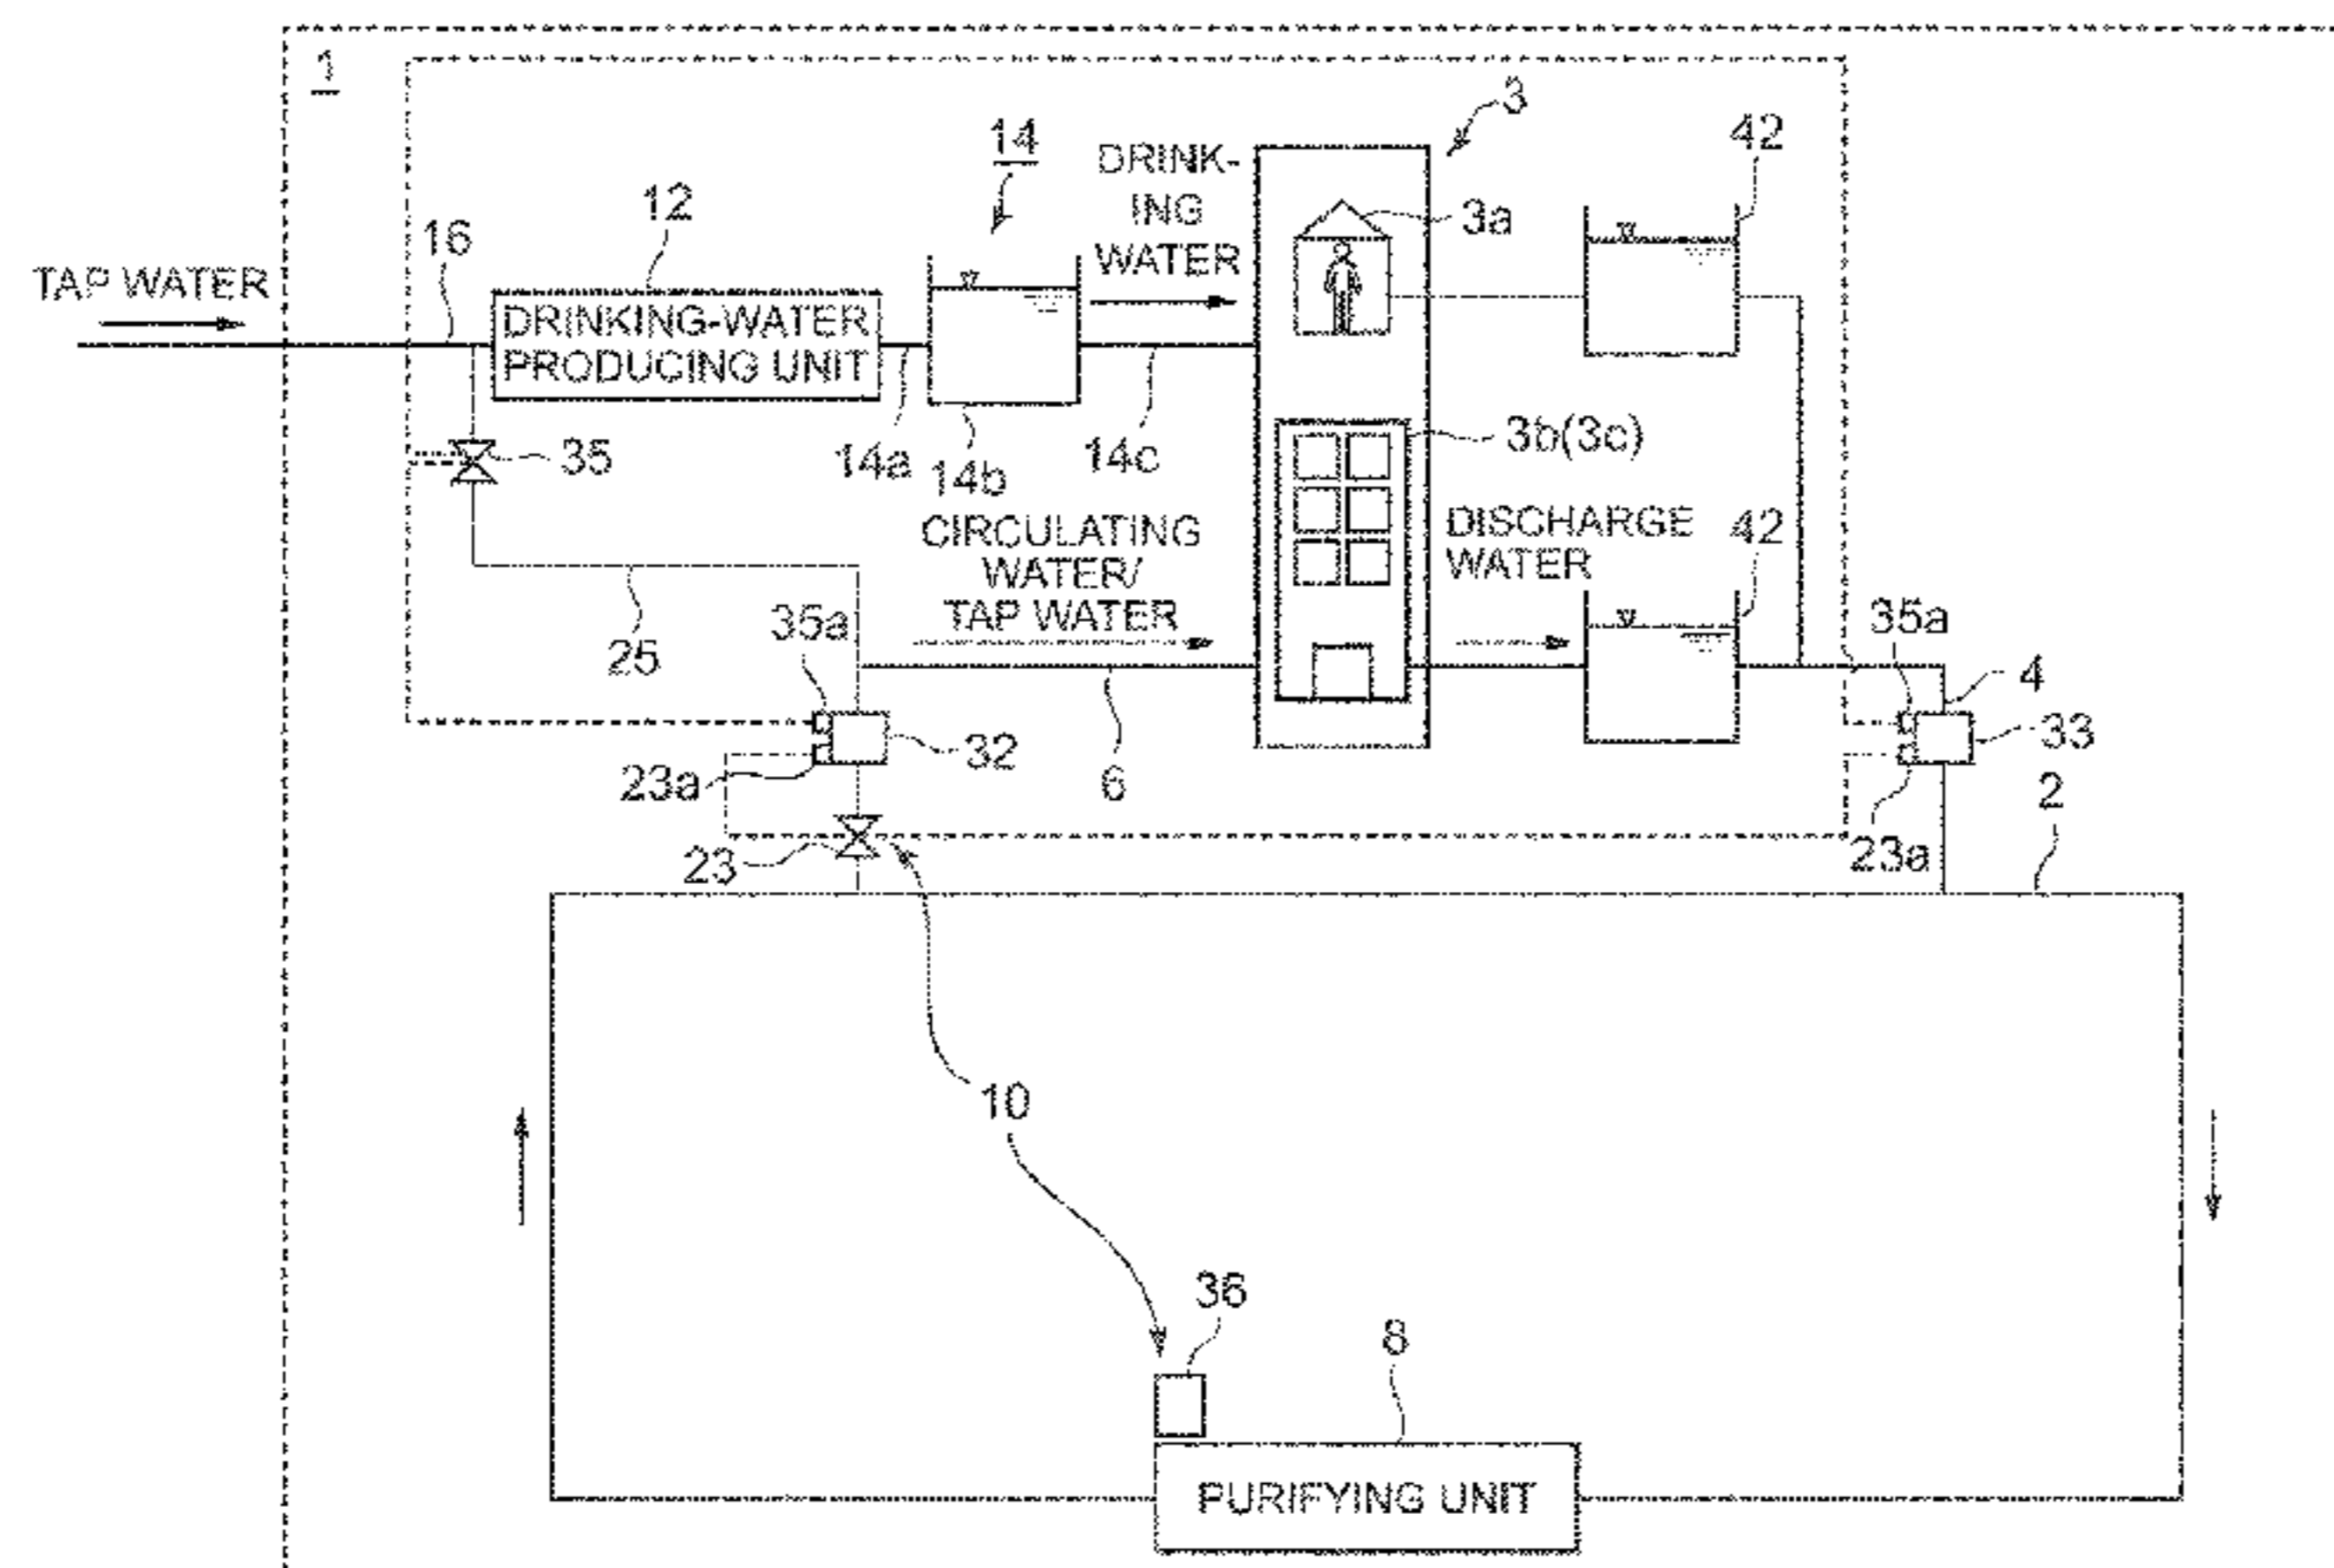 1
3
14
DRINK-
ING
WATER
42
12
3a
16
TAP WATER
DRINKING-WATER
PRODUCING UNIT
3b(3c)
35
14a
14b
14c
CIRCULATING
WATER/
TAP WATER
DISCHARGE
WATER
42
35a
25
35a
4
32
33
23a
6
2
23
23a
10
36
8
PURIFYING UNIT